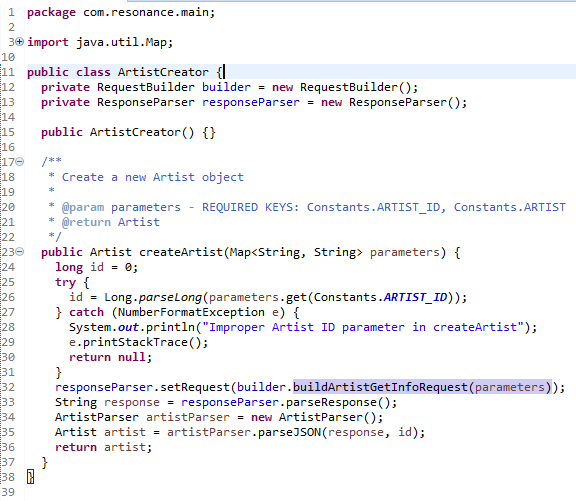 1 package com.resonance.main;
2
3 import java.util.Map;
10
11 public class ArtistCreator {
12   private RequestBuilder builder = new RequestBuilder();
13   private ResponseParser responseParser = new ResponseParser();
14
15   public ArtistCreator() {}
16
17   /**
18    * Create a new Artist object
19    *
20    * @param parameters - REQUIRED KEYS: Constants.ARTIST_ID, Constants.ARTIST
21    * @return Artist
22    */
23   public Artist createArtist(Map<String, String> parameters) {
24     long id = 0;
25     try {
26       id = Long.parseLong(parameters.get(Constants.ARTIST_ID));
27     } catch (NumberFormatException e) {
28       System.out.println("Improper Artist ID parameter in createArtist");
29       e.printStackTrace();
30       return null;
31     }
32     responseParser.setRequest(builder.buildArtistGetInfoRequest(parameters));
33     String response = responseParser.parseResponse();
34     ArtistParser artistParser = new ArtistParser();
35     Artist artist = artistParser.parseJSON(response, id);
36     return artist;
37   }
38 }
39